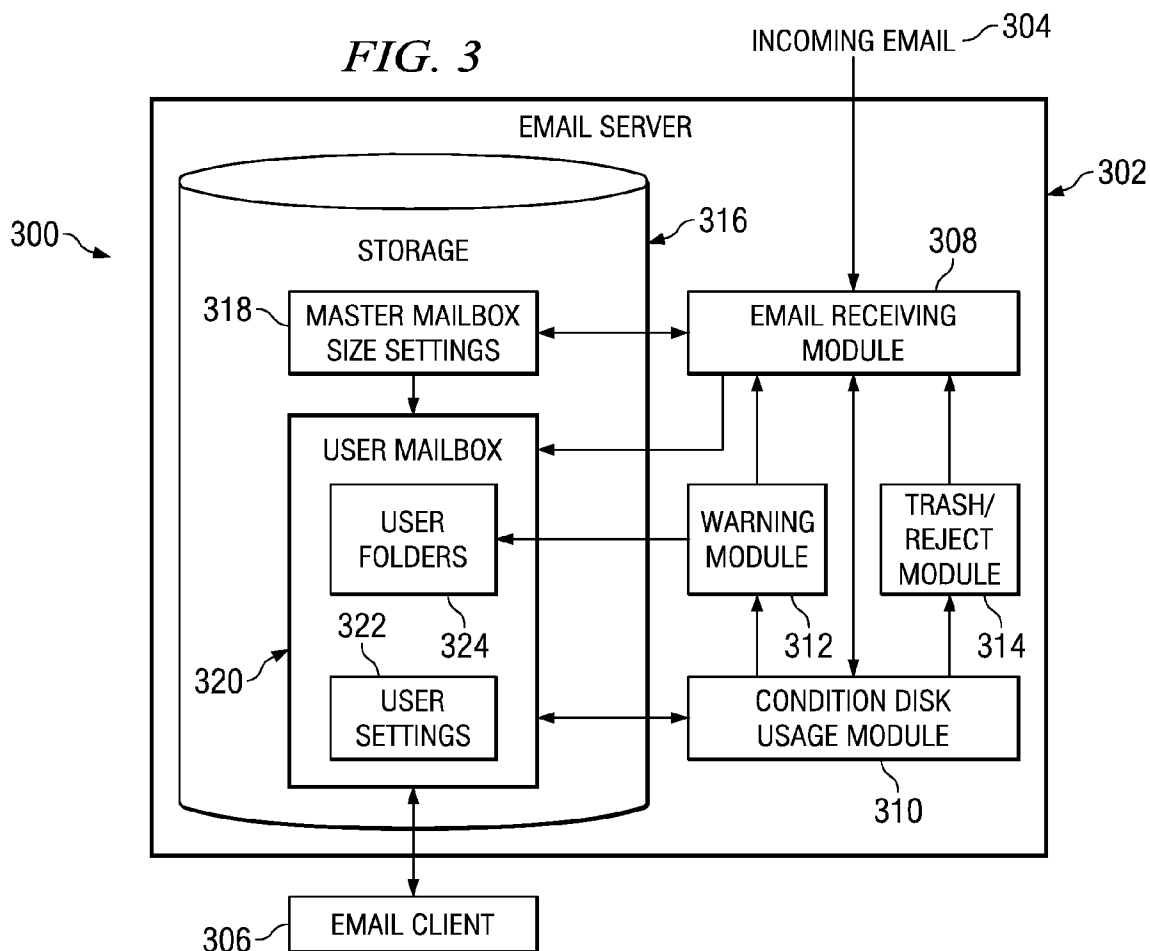 FIG. 3
INCOMING EMAIL
304
EMAIL SERVER
302
300
316
STORAGE
308
318
MASTER MAILBOX
SIZE SETTINGS
EMAIL RECEIVING
MODULE
USER MAILBOX
USER
FOLDERS
WARNING
MODULE
TRASH/
REJECT
MODULE
322
324
312
314
320
USER
SETTINGS
CONDITION DISK
USAGE MODULE
310
306
EMAIL CLIENT